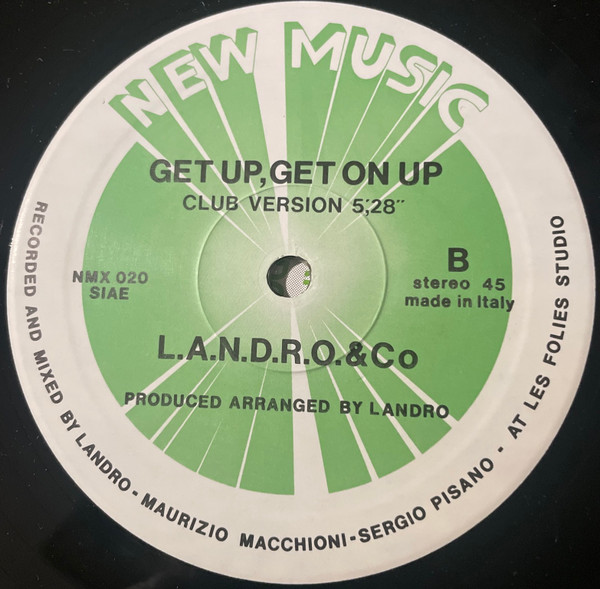 NEW MUSIC
GET UP, GET ON UP
CLUB VERSION 5;28"
NMX 020
SIAE
B
stereo 45
made in Italy
L.A.N.D.R.O.&Co
PRODUCED ARRANGED BY LANDRO
RECORDED AND MIXED BY LANDRO - MAURIZIO MACCHIONI - SERGIO PISANO - AT LES FOLIES STUDIO